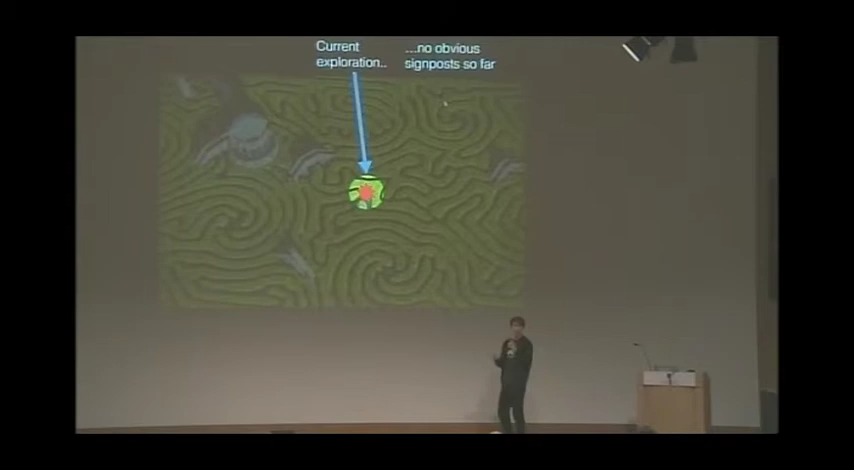 Current
exploration..
...no obvious
signposts so far